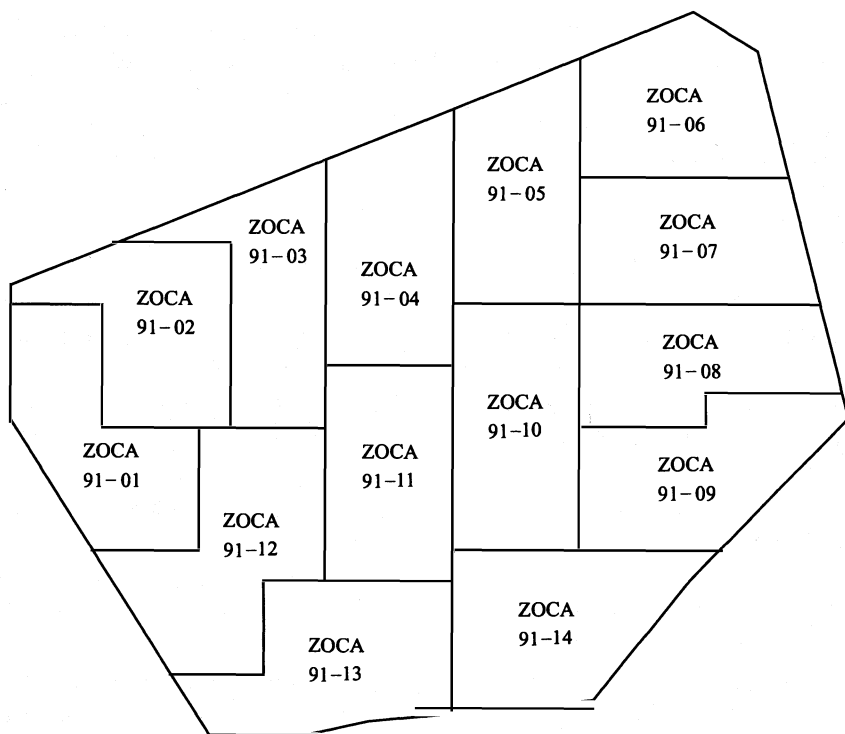 ZOCA
91-06
ZOCA
91-05
ZOCA
91-07
ZOCA
91-03
ZOCA
91-04
ZOCA
91-02
ZOCA
91-08
ZOCA
91-10
ZOCA
91-01
ZOCA
91-11
ZOCA
91-09
ZOCA
91-12
ZOCA
91-14
ZOCA
91-13